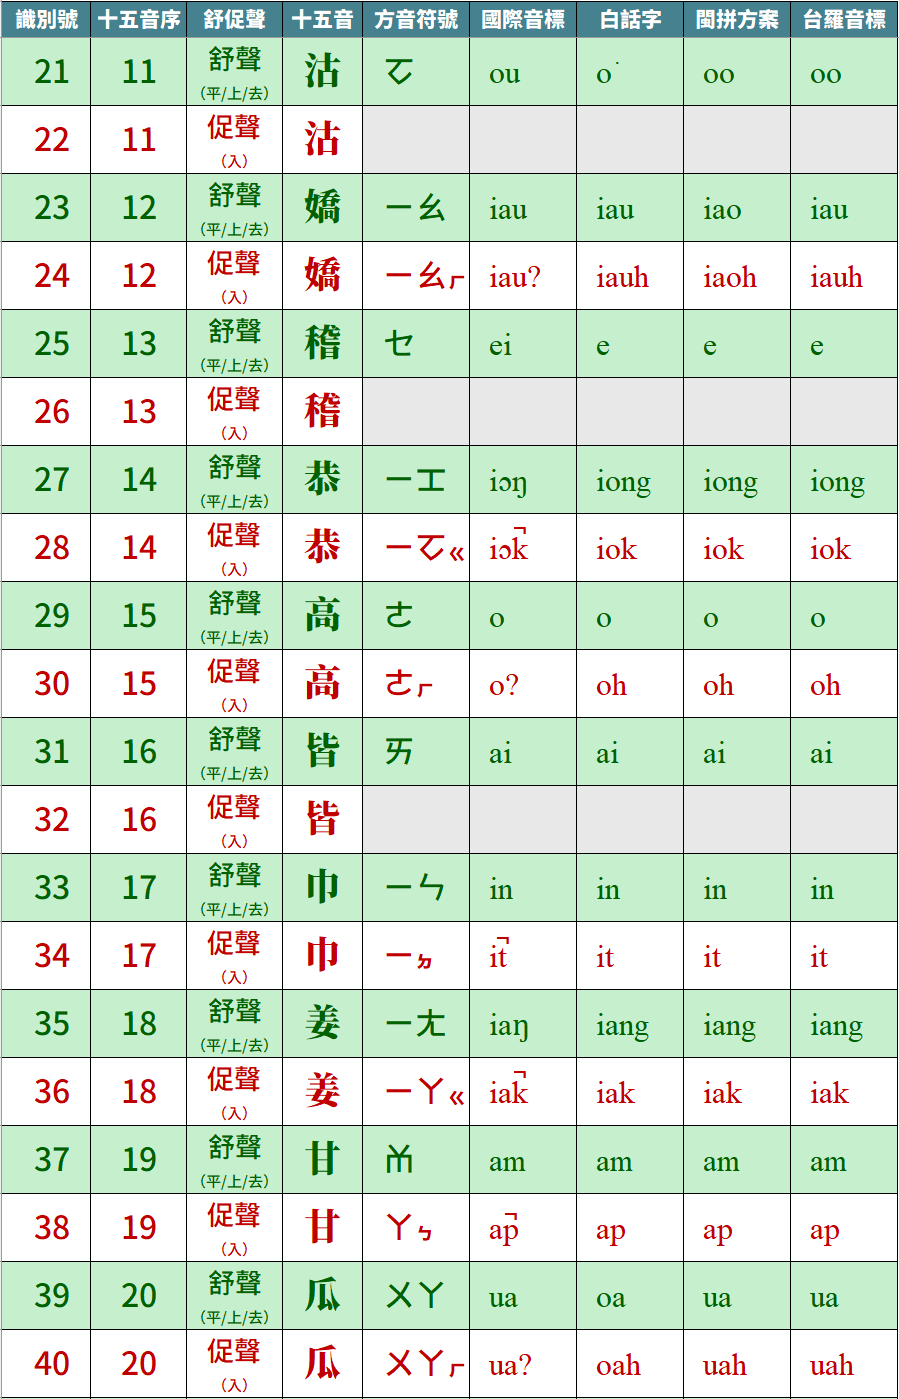 識別號 十五音序 舒促聲 十五音 方音符號 國際音標 白話字 閩拼方案 台羅音標
21 11 舒聲 (平/上/去) 沽 ㆦ ou o͘ oo oo
22 11 促聲 (入) 沽
23 12 舒聲 (平/上/去) 嬌 ㄧㄠ iau iau iao iau
24 12 促聲 (入) 嬌 ㄧㄠㆷ iau? iauh iaoh iauh
25 13 舒聲 (平/上/去) 稽 ㆤ ei e e e
26 13 促聲 (入) 稽
27 14 舒聲 (平/上/去) 恭 ㄧㆲ iɔŋ iong iong iong
28 14 促聲 (入) 恭 ㄧㆦㆻ iɔk̚ iok iok iok
29 15 舒聲 (平/上/去) 高 ㄜ o o o o
30 15 促聲 (入) 高 ㄜㆷ o? oh oh oh
31 16 舒聲 (平/上/去) 皆 ㄞ ai ai ai ai
32 16 促聲 (入) 皆
33 17 舒聲 (平/上/去) 巾 ㄧㄣ in in in in
34 17 促聲 (入) 巾 ㄧㆵ it̚ it it it
35 18 舒聲 (平/上/去) 姜 ㄧㄤ iaŋ iang iang iang
36 18 促聲 (入) 姜 ㄧㄚㆻ iak̚ iak iak iak
37 19 舒聲 (平/上/去) 甘 ㆰ am am am am
38 19 促聲 (入) 甘 ㄚㆴ ap̚ ap ap ap
39 20 舒聲 (平/上/去) 瓜 ㄨㄚ ua oa ua ua
40 20 促聲 (入) 瓜 ㄨㄚㆷ ua? oah uah uah